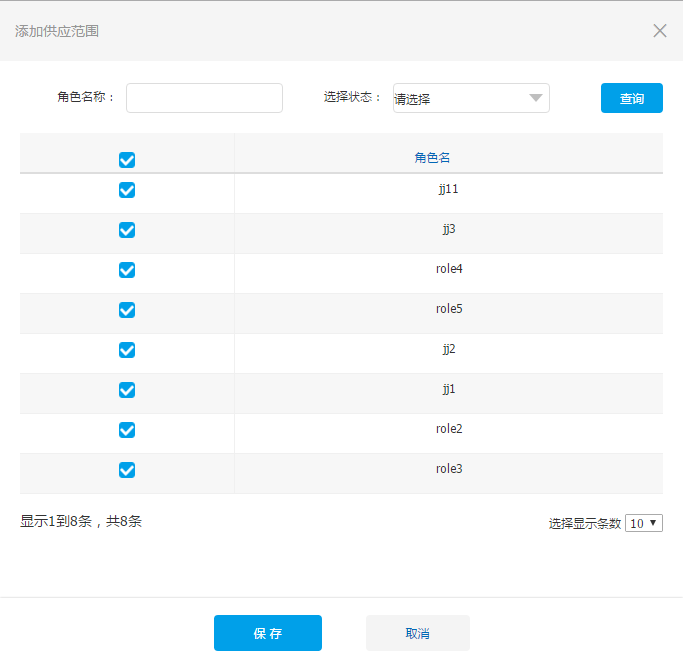 添加供应范围
角色名称： 选择状态： 请选择 查询
角色名
jj11
jj3
role4
role5
jj2
jj1
role2
role3
显示1到8条，共8条 选择显示条数 10
保 存 取消